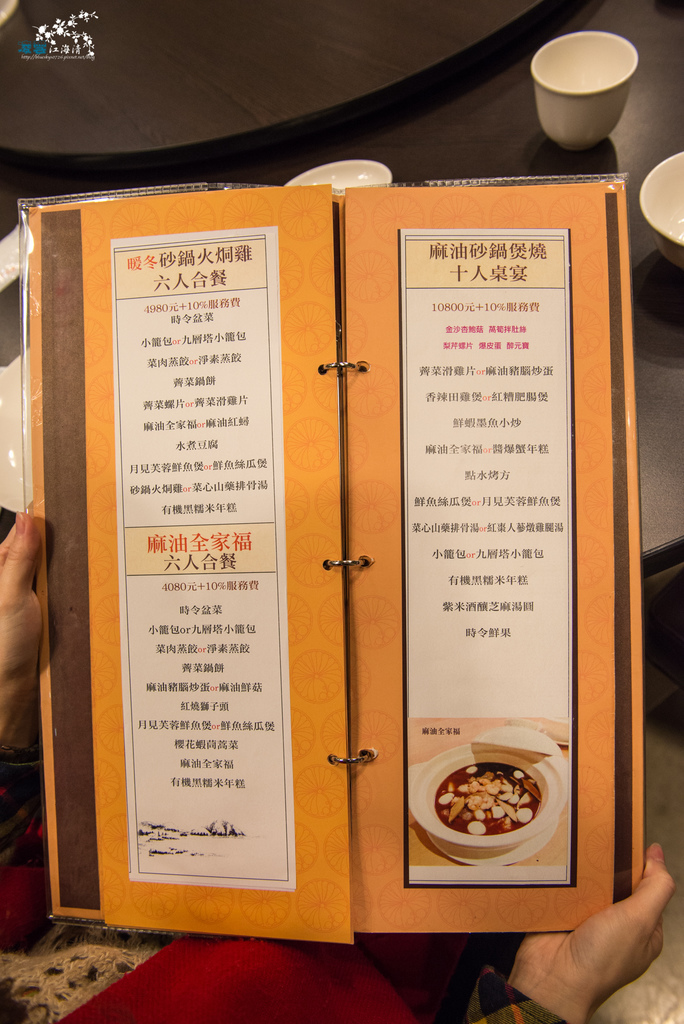 江海清
暖冬砂鍋火焗雞
六人合餐
4980元+10%服務費
時令盆菜
小籠包or九層塔小籠包
菜肉蒸餃or淨素蒸餃
薺菜鍋餅
薺菜螺片or薺菜滑雞片
麻油全家福or麻油紅蟳
水煮豆腐
月見芙蓉鮮魚煲or鮮魚絲瓜煲
砂鍋火焗雞or菜心山藥排骨湯
有機黑糯米年糕
麻油全家福
六人合餐
4080元+10%服務費
時令盆菜
小籠包or九層塔小籠包
菜肉蒸餃or淨素蒸餃
薺菜鍋餅
麻油豬腦炒蛋or麻油鮮菇
紅燒獅子頭
月見芙蓉鮮魚煲or鮮魚絲瓜煲
櫻花蝦茼蒿菜
麻油全家福
有機黑糯米年糕
麻油砂鍋煲燒
十人桌宴
10800元+10%服務費
金沙杏鮑菇 萵筍拌肚絲
梨芹螺片 爆皮蛋 醉元寶
薺菜滑雞片or麻油豬腦炒蛋
香辣田雞煲or紅糟肥腸煲
鮮蝦墨魚小炒
麻油全家福or醬爆蟹年糕
點水烤方
鮮魚絲瓜煲or月見芙蓉鮮魚煲
菜心山藥排骨湯or紅棗人蔘燉雞腿湯
小籠包or九層塔小籠包
有機黑糯米年糕
紫米酒釀芝麻湯圓
時令鮮果
麻油全家福